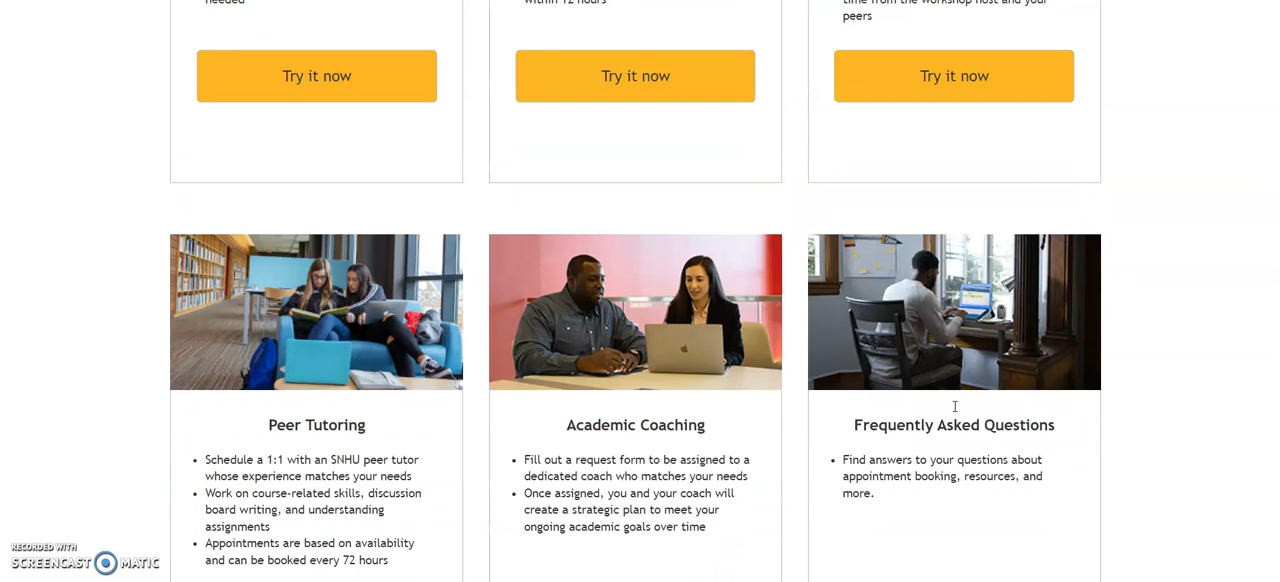 needed
within 12 hours
time from the workshop host and your
peers
Try it now
Try it now
Try it now
Peer Tutoring
• Schedule a 1:1 with an SNHU peer tutor
whose experience matches your needs
• Work on course-related skills, discussion
board writing, and understanding
assignments
• Appointments are based on availability
and can be booked every 72 hours
Academic Coaching
• Fill out a request form to be assigned to a
dedicated coach who matches your needs
• Once assigned, you and your coach will
create a strategic plan to meet your
ongoing academic goals over time
Frequently Asked Questions
• Find answers to your questions about
appointment booking, resources, and
more.
RECORDED WITH
SCREENCAST MATIC